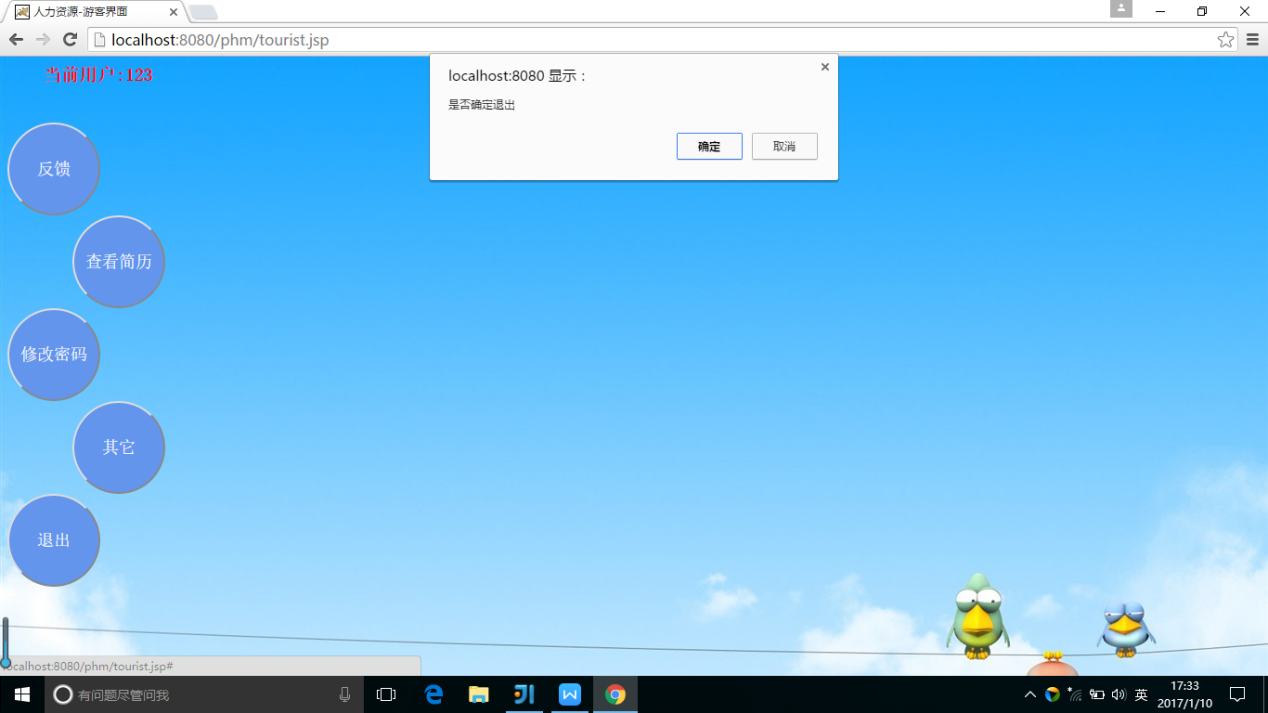 人力资源-游客界面
localhost:8080/phm/tourist.jsp
当前用户:123
localhost:8080 显示：
是否确定退出
确定
取消
反馈
查看简历
修改密码
其它
退出
localhost:8080/phm/tourist.jsp#
有问题尽管问我
英
17:33
2017/1/10